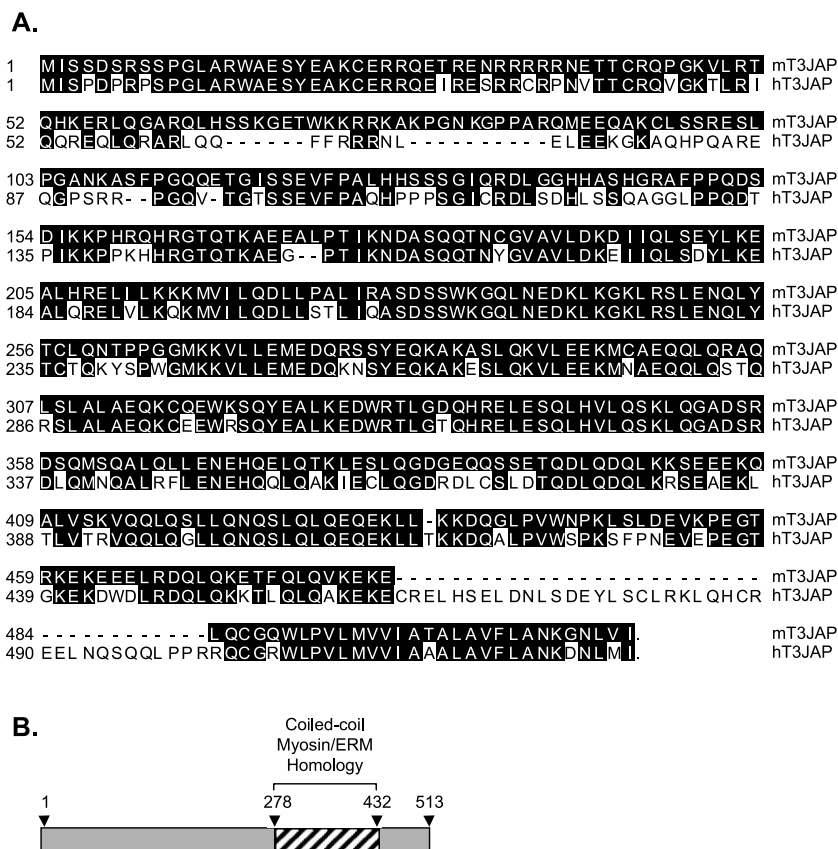 A.
1 MISSDSRSSPGLARWAESYEAKCERRQETRENRRRRRNETTCRQPGKVLRT mT3JAP
1 MISPDPRPSPGLARWAESYEAKCERRQEIRESRRCRPNVTTCRQVGKTLRI hT3JAP
52 QHKERLQGARQLHSSKGETWKKRRKAKPGNKGPPARQMEEQAKCLSSRESL mT3JAP
52 QQREQLQRARLQQ------FFRRRNL----------ELEEKGKAQHPQARE hT3JAP
103 PGANKASFPGQQETGISSEVFPALHHSSSGIQRDLGGHHASHGRAFPPQDS mT3JAP
87 QGPSRR--PGQV-TGTSSEVFPAQHPPPSGICRDLSDHLSSQAGGLPPQDT hT3JAP
154 DIKKPHRQHRGTQTKAEEALPTIKNDASQQTNCGVAVLDKDIIQLSEYLKE mT3JAP
135 PIKKPPKHHRGTQTKAEG--PTIKNDASQQTNYGVAVLDKEIIQLSDYLKE hT3JAP
205 ALHRELILKKKMVILQDLLPALIRASDSSWKGQLNEDKLKGKLRSLENQLY mT3JAP
184 ALQRELVLKQKMVILQDLLSTLIQASDSSWKGQLNEDKLKGKLRSLENQLY hT3JAP
256 TCLQNTPPGGMKKVLLEMEDQRSSYEQKAKASLQKVLEEKMCAEQQLQRAQ mT3JAP
235 TCTQKYSPWGMKKVLLEMEDQKNSYEQKAKESLQKVLEEKMNAEQQLQSTQ hT3JAP
307 LSLALAEQKCQEWKSQYEALKEDWRTLGDQHRELESQLHVLQSKLQGADSR mT3JAP
286 RSLALAEQKCEEWRSQYEALKEDWRTLGTQHRELESQLHVLQSKLQGADSR hT3JAP
358 DSQMSQALQLLENEHQELQTKLESLQGDGEQQSSETQDLQDQLKKSEEEKQ mT3JAP
337 DLQMNQALRFLENEHQQLQAKIECLQGDRDLCSLDTQDLQDQLKRSEAEKL hT3JAP
409 ALVSKVQQLQSLLQNQSLQLQEQEKLL-KKDQGLPVWNPKLSLDEVKPEGT mT3JAP
388 TLVTRVQQLQGLLQNQSLQLQEQEKLLTKKDQALPVWSPKSFPNEVEPEGT hT3JAP
459 RKEKEEELRDQLQKETFQLQVKEKE-------------------------- mT3JAP
439 GKEKDWDLRDQLQKKTLQLQAKEKECRELHSELDNLSDEYLSCLRKLQHCR hT3JAP
484 ------------LQCGQWLPVLMVVIATALAVFLANKGNLVI. mT3JAP
490 EELNQSQQLPPRRQCGRWLPVLMVVIAAALAVFLANKDNLMI. hT3JAP
B.
Coiled-coil
Myosin/ERM
Homology
1 278 432 513